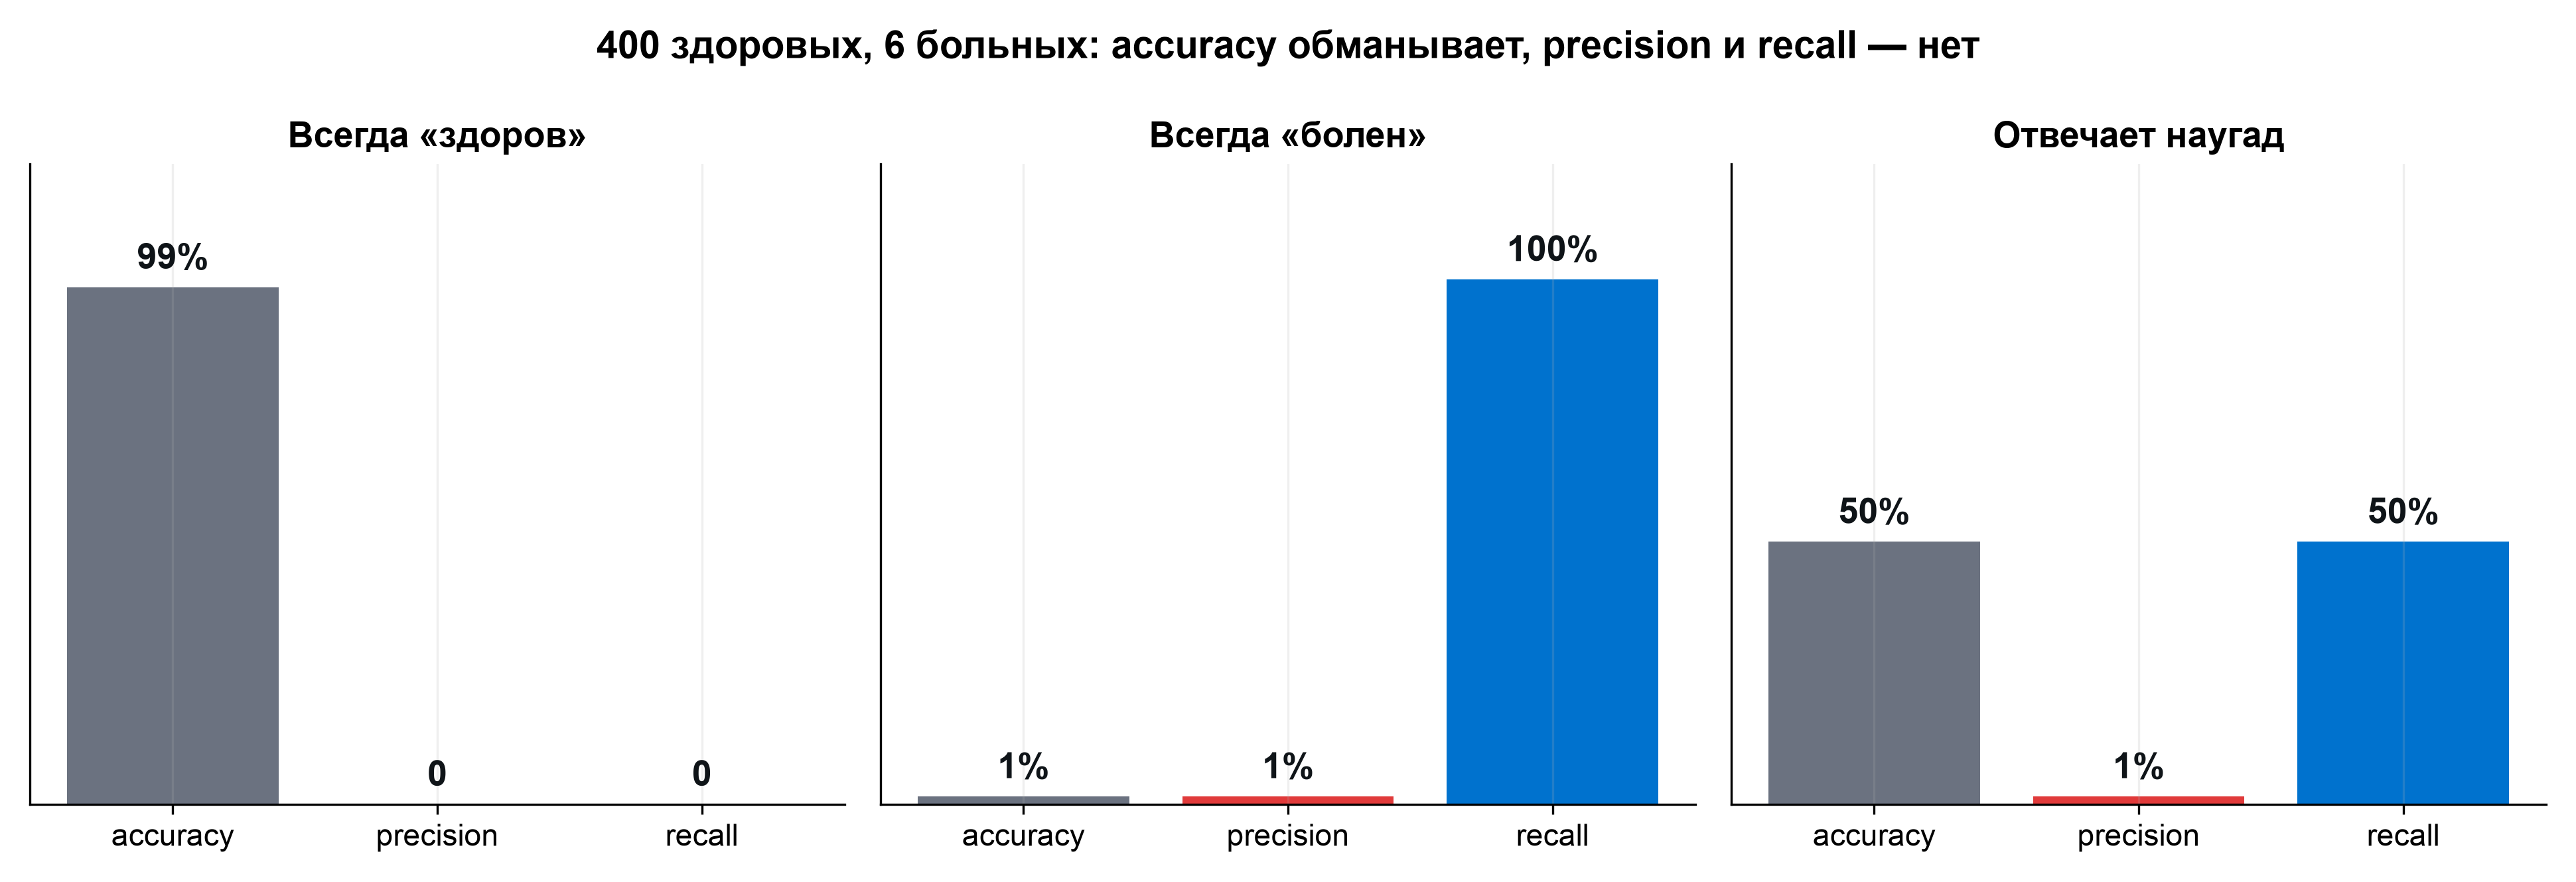 400 здоровых, 6 больных: accuracy обманывает, precision и recall — нет
Всегда «здоров»
99%
0
0
accuracy
precision
recall
Всегда «болен»
1%
1%
100%
accuracy
precision
recall
Отвечает наугад
50%
1%
50%
accuracy
precision
recall